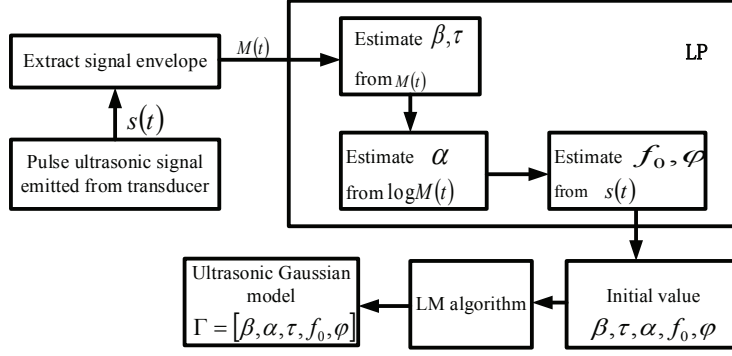 Extract signal envelope
M(t)
s(t)
Pulse ultrasonic signal
emitted from transducer
LP
Estimate β,τ
from M(t)
Estimate α
from logM(t)
Estimate f₀,φ
from s(t)
Initial value
β,τ,α,f₀,φ
LM algorithm
Ultrasonic Gaussian
model
Γ=[β,α,τ,f₀,φ]